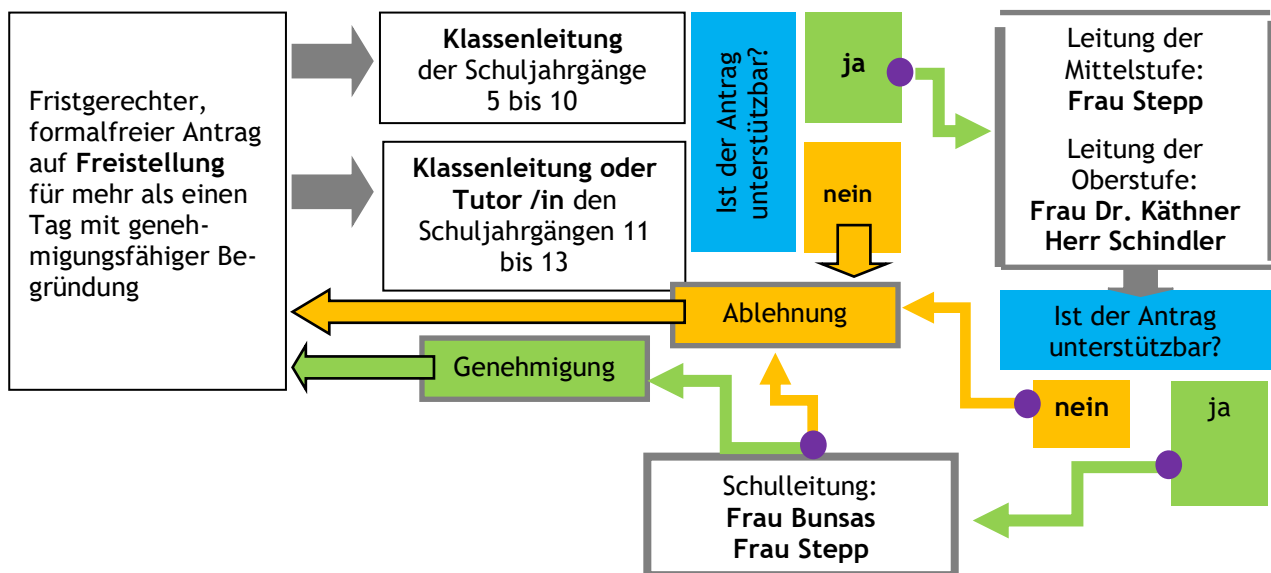 Fristgerechter,
formalfreier Antrag
auf Freistellung
für mehr als einen
Tag mit geneh-
migungsfähiger Be-
gründung
Klassenleitung
der Schuljahrgänge
5 bis 10
Klassenleitung oder
Tutor /in den
Schuljahrgängen 11
bis 13
Ist der Antrag
unterstützbar?
ja
nein
Leitung der
Mittelstufe:
Frau Stepp
Leitung der
Oberstufe:
Frau Dr. Käthner
Herr Schindler
Ist der Antrag
unterstützbar?
nein
ja
Ablehnung
Genehmigung
Schulleitung:
Frau Bunsas
Frau Stepp